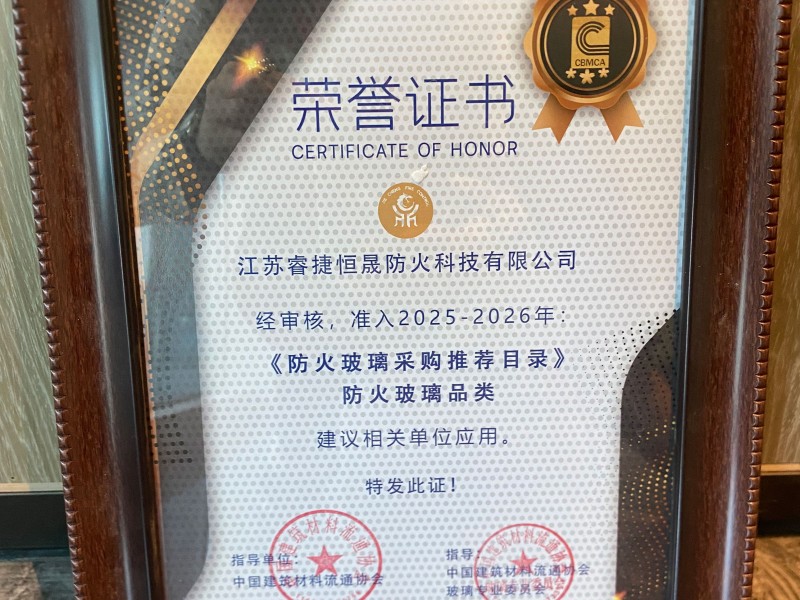 CBMCA
荣誉证书
CERTIFICATE OF HONOR
江苏睿捷恒晟防火科技有限公司
经审核，准入2025-2026年：
《防火玻璃采购推荐目录》
防火玻璃品类
建议相关单位应用。
特发此证！
指导单位：
中国建筑材料流通协会
指导：
中国建筑材料流通协会
玻璃专业委员会